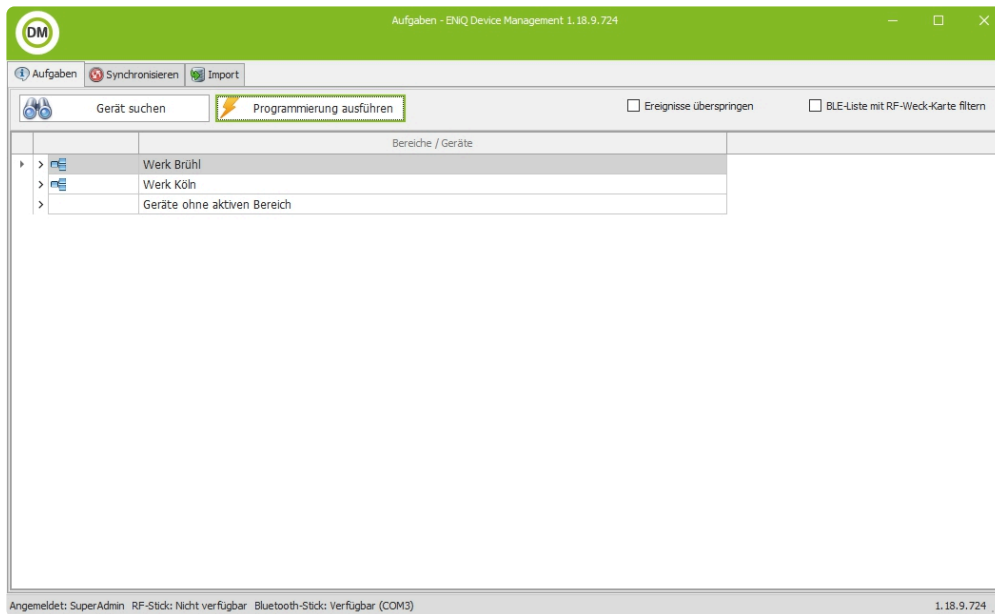 DM
Aufgaben - ENiQ Device Management 1.18.9.724
Aufgaben Synchronisieren Import
Gerät suchen Programmierung ausführen Ereignisse überspringen BLE-Liste mit RF-Weck-Karte filtern
Bereiche / Geräte
Werk Brühl
Werk Köln
Geräte ohne aktiven Bereich
Angemeldet: SuperAdmin RF-Stick: Nicht verfügbar Bluetooth-Stick: Verfügbar (COM3) 1.18.9.724